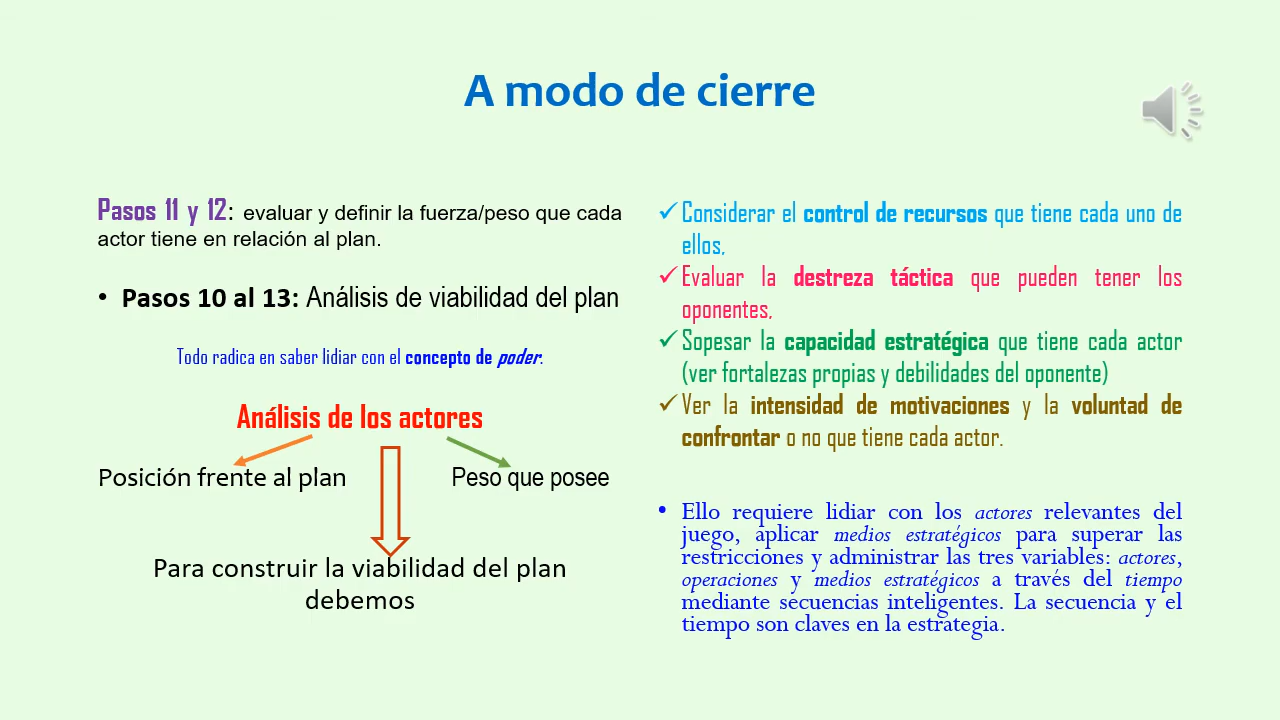 A modo de cierre
Pasos 11 y 12: evaluar y definir la fuerza/peso que cada
actor tiene en relación al plan.
• Pasos 10 al 13: Análisis de viabilidad del plan
Todo radica en saber lidiar con el concepto de poder.
Análisis de los actores
Posición frente al plan
Peso que posee
Para construir la viabilidad del plan
debemos
✓Considerar el control de recursos que tiene cada uno de
ellos,
✓Evaluar la destreza táctica que pueden tener los
oponentes,
✓Sopesar la capacidad estratégica que tiene cada actor
(ver fortalezas propias y debilidades del oponente)
✓Ver la intensidad de motivaciones y la voluntad de
confrontar o no que tiene cada actor.
• Ello requiere lidiar con los actores relevantes del
juego, aplicar medios estratégicos para superar las
restricciones y administrar las tres variables: actores,
operaciones y medios estratégicos a través del tiempo
mediante secuencias inteligentes. La secuencia y el
tiempo son claves en la estrategia.